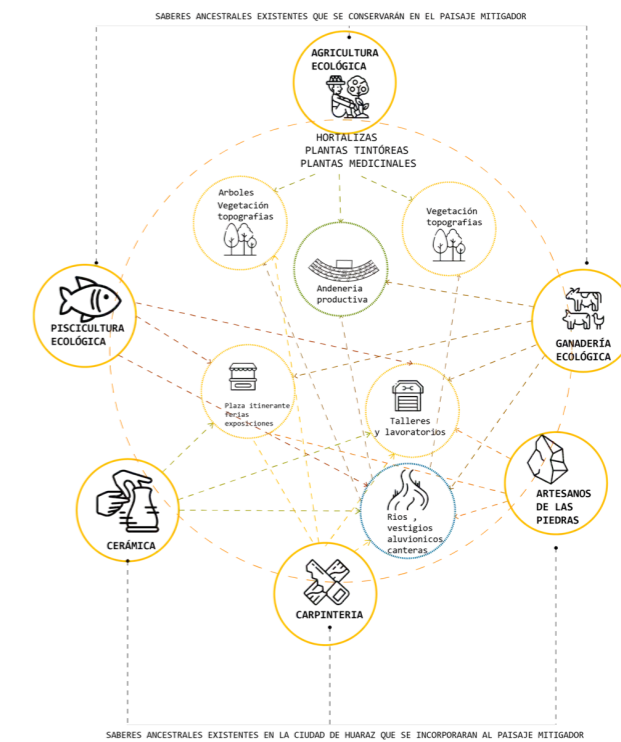 SABERES ANCESTRALES EXISTENTES QUE SE CONSERVARÁN EN EL PAISAJE MITIGADOR
AGRICULTURA
ECOLÓGICA
HORTALIZAS
PLANTAS TINTÓREAS
PLANTAS MEDICINALES
Arboles
Vegetación
topografias
Vegetación
topografias
Andeneria
productiva
PISCICULTURA
ECOLÓGICA
GANADERÍA
ECOLÓGICA
Plaza itinerante
ferias
exposiciones
Talleres
y lavoratorios
CERÁMICA
Rios ,
vestigios
aluvionicos
canteras
ARTESANOS
DE LAS
PIEDRAS
CARPINTERIA
SABERES ANCESTRALES EXISTENTES EN LA CIUDAD DE HUARAZ QUE SE INCORPORARAN AL PAISAJE MITIGADOR